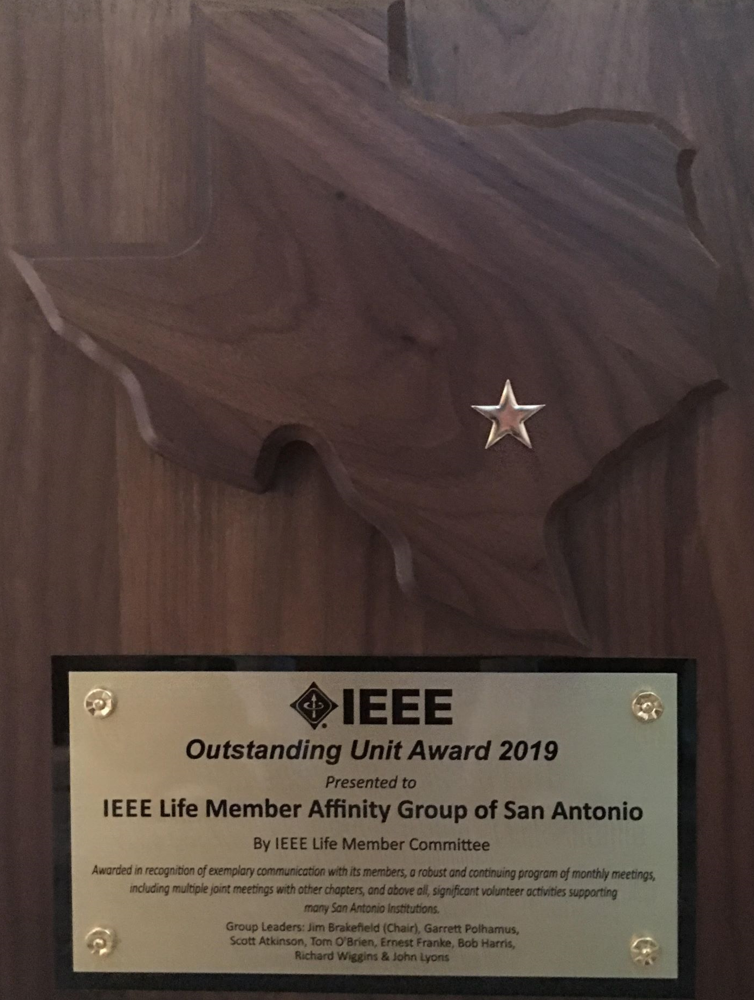 IEEE
Outstanding Unit Award 2019
Presented to
IEEE Life Member Affinity Group of San Antonio
By IEEE Life Member Committee
Awarded in recognition of exemplary communication with its members, a robust and continuing program of monthly meetings,
including multiple joint meetings with other chapters, and above all, significant volunteer activities supporting
many San Antonio Institutions.
Group Leaders: Jim Brakefield (Chair), Garrett Polhamus,
Scott Atkinson, Tom O'Brien, Ernest Franke, Bob Harris,
Richard Wiggins & John Lyons